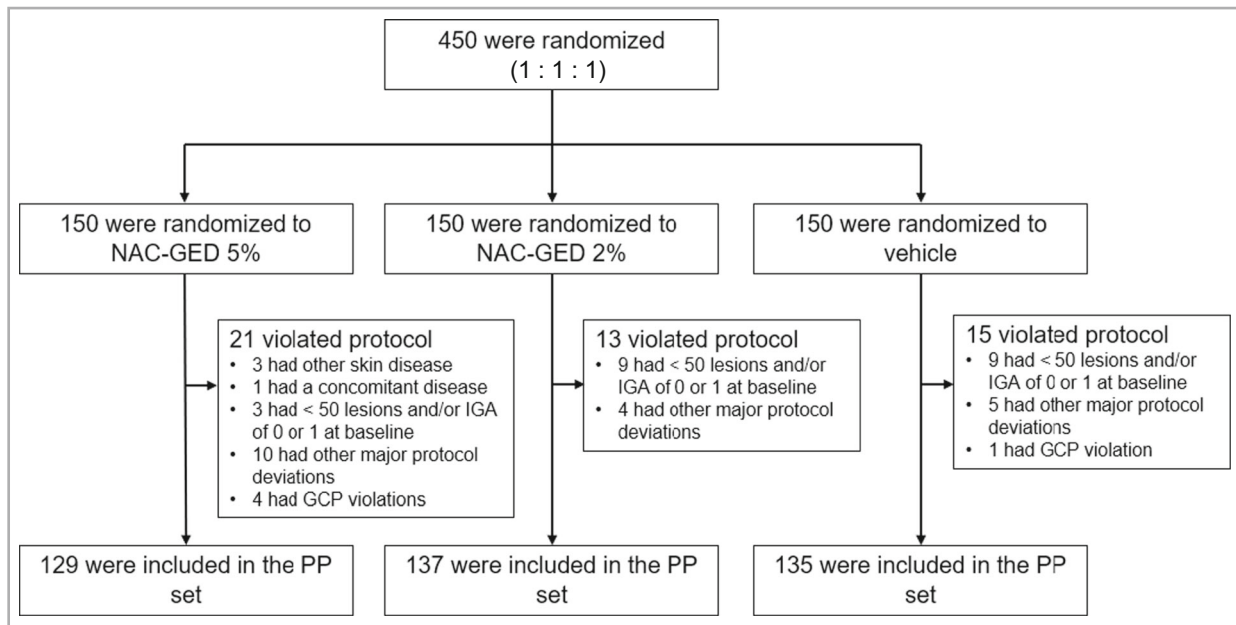 450 were randomized
(1 : 1 : 1)
150 were randomized to
NAC-GED 5%
150 were randomized to
NAC-GED 2%
150 were randomized to
vehicle
21 violated protocol
• 3 had other skin disease
• 1 had a concomitant disease
• 3 had < 50 lesions and/or IGA
of 0 or 1 at baseline
• 10 had other major protocol
deviations
• 4 had GCP violations
13 violated protocol
• 9 had < 50 lesions and/or
IGA of 0 or 1 at baseline
• 4 had other major protocol
deviations
15 violated protocol
• 9 had < 50 lesions and/or
IGA of 0 or 1 at baseline
• 5 had other major protocol
deviations
• 1 had GCP violation
129 were included in the PP
set
137 were included in the PP
set
135 were included in the PP
set